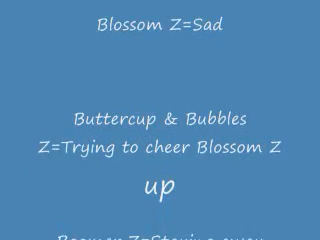 Blossom Z=Sad
Buttercup & Bubbles
Z=Trying to cheer Blossom Z
up